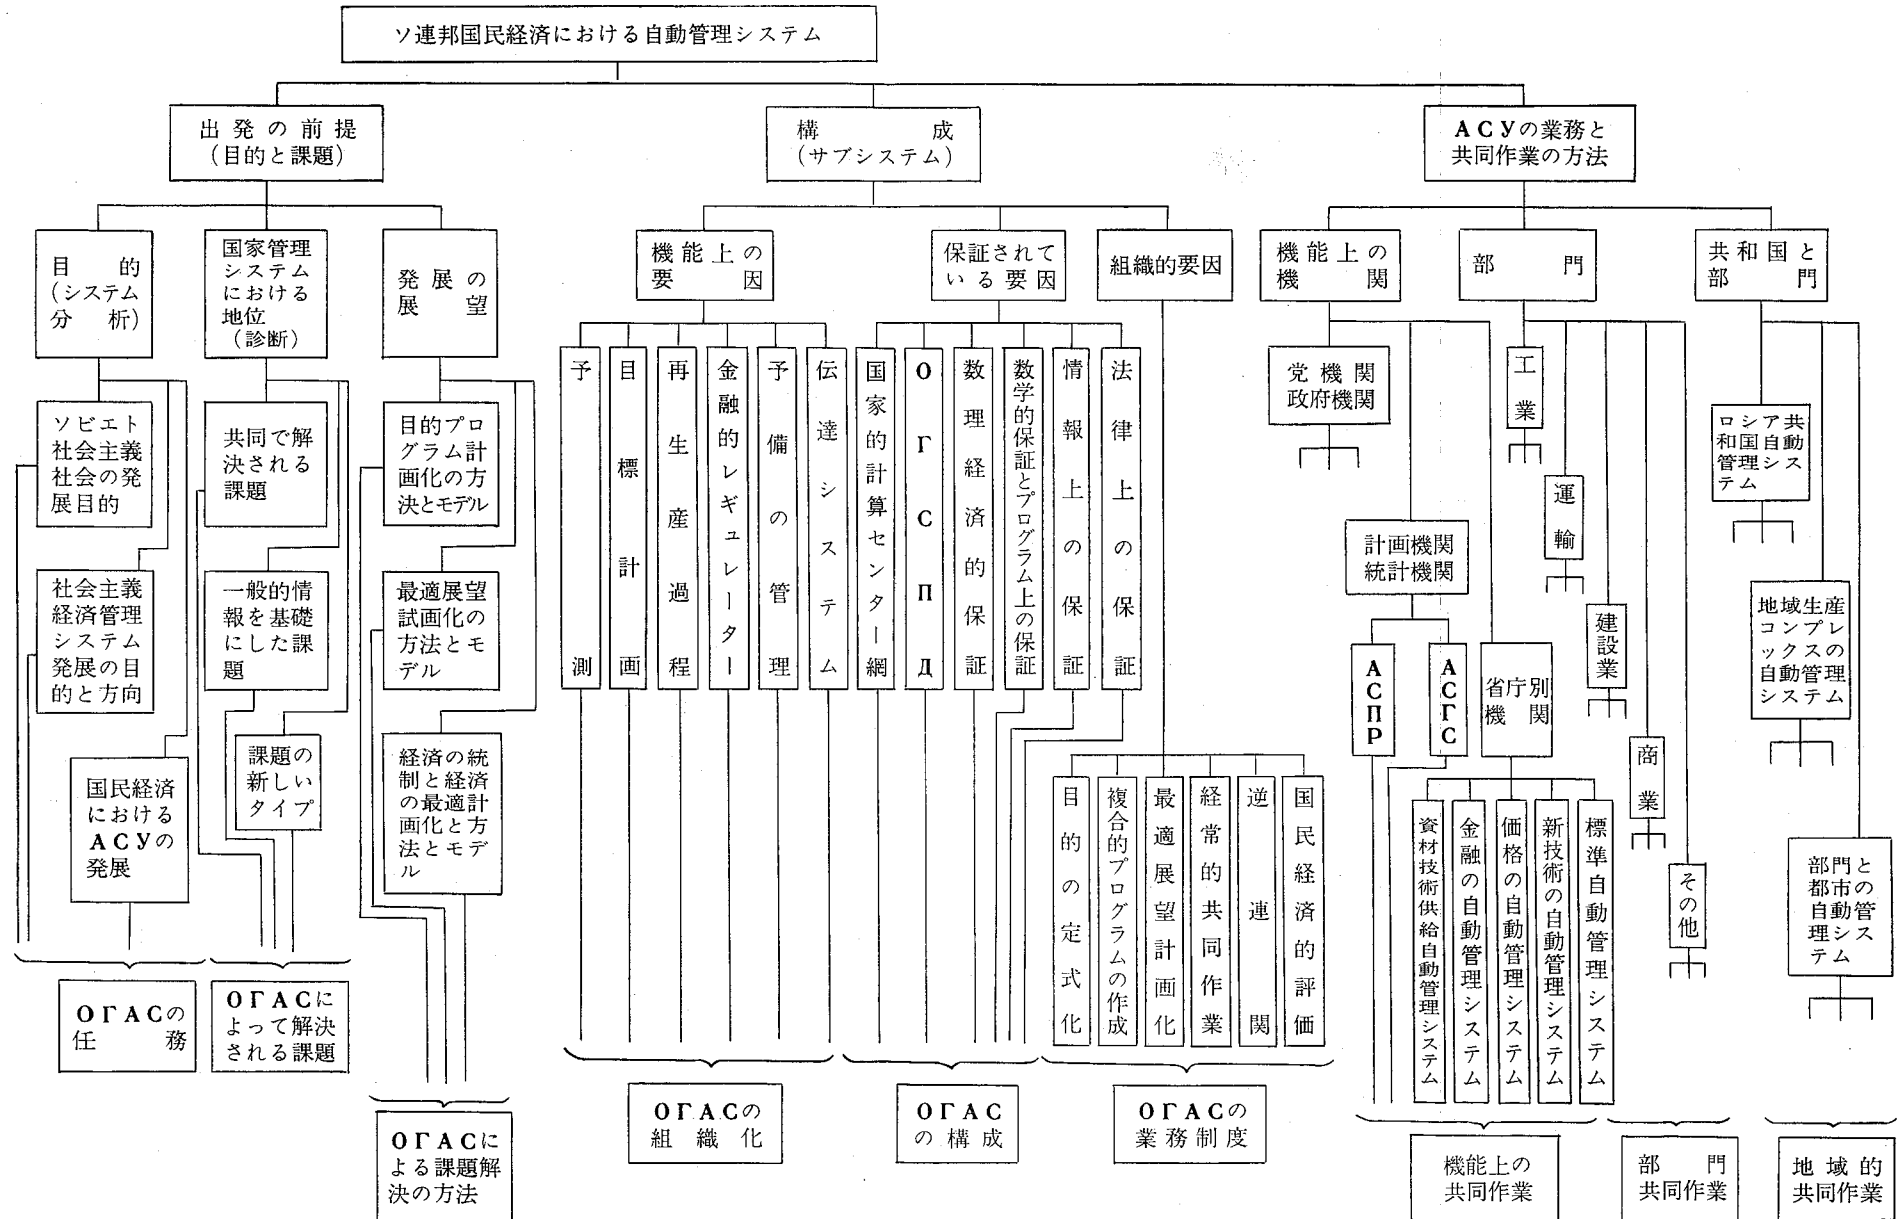 ソ連邦国民経済における自動管理システム
出発の前提
(目的と課題)
構成
(サブシステム)
АСУの業務と
共同作業の方法
目的
(システム
分析)
国家管理
システム
における
地位
(診断)
発展の
展望
機能上の
要因
保証されて
いる要因
組織的要因
機能上の
機関
部門
共和国と
部門
ソビエト
社会主義
社会の発
展目的
社会主義
経済管理
システム
発展の目
的と方向
国民経済
における
АСУの
発展
共同で解
決される
課題
一般的情
報を基礎
にした課
題
課題の
新しい
タイプ
目的プロ
グラム計
画化の方
決とモデル
最適展望
試画化の
方法とモ
デル
経済の統
制と経済
の最適計
画化と方
法とモデ
ル
予測
目標計画
再生産過程
金融的レギュレーター
予備の管理
伝達システム
国家的計算センター網
ОГСПД
数理経済的保証
数学的保証とプログラム上の保証
情報上の保証
法律上の保証
目的の定式化
複合的プログラムの作成
最適展望計画化
経常的共同作業
逆連関
国民経済的評価
党機関
政府機関
計画機関
統計機関
АСПР
АСГС
省庁別
機関
資材技術供給自動管理システム
金融の自動管理システム
価格の自動管理システム
新技術の自動管理システム
標準自動管理システム
工業
運輸
建設業
商業
その他
ロシア共
和国自動
管理シス
テム
地域生産
コンプレ
ックスの
自動管理
システム
部門と
都市の
自動管
理シス
テム
ОГАСの
任務
ОГАСに
よって解決
される課題
ОГАСに
よる課題解
決の方法
ОГАСの
組織化
ОГАС
の構成
ОГАСの
業務制度
機能上の
共同作業
部門
共同作業
地域的
共同作業